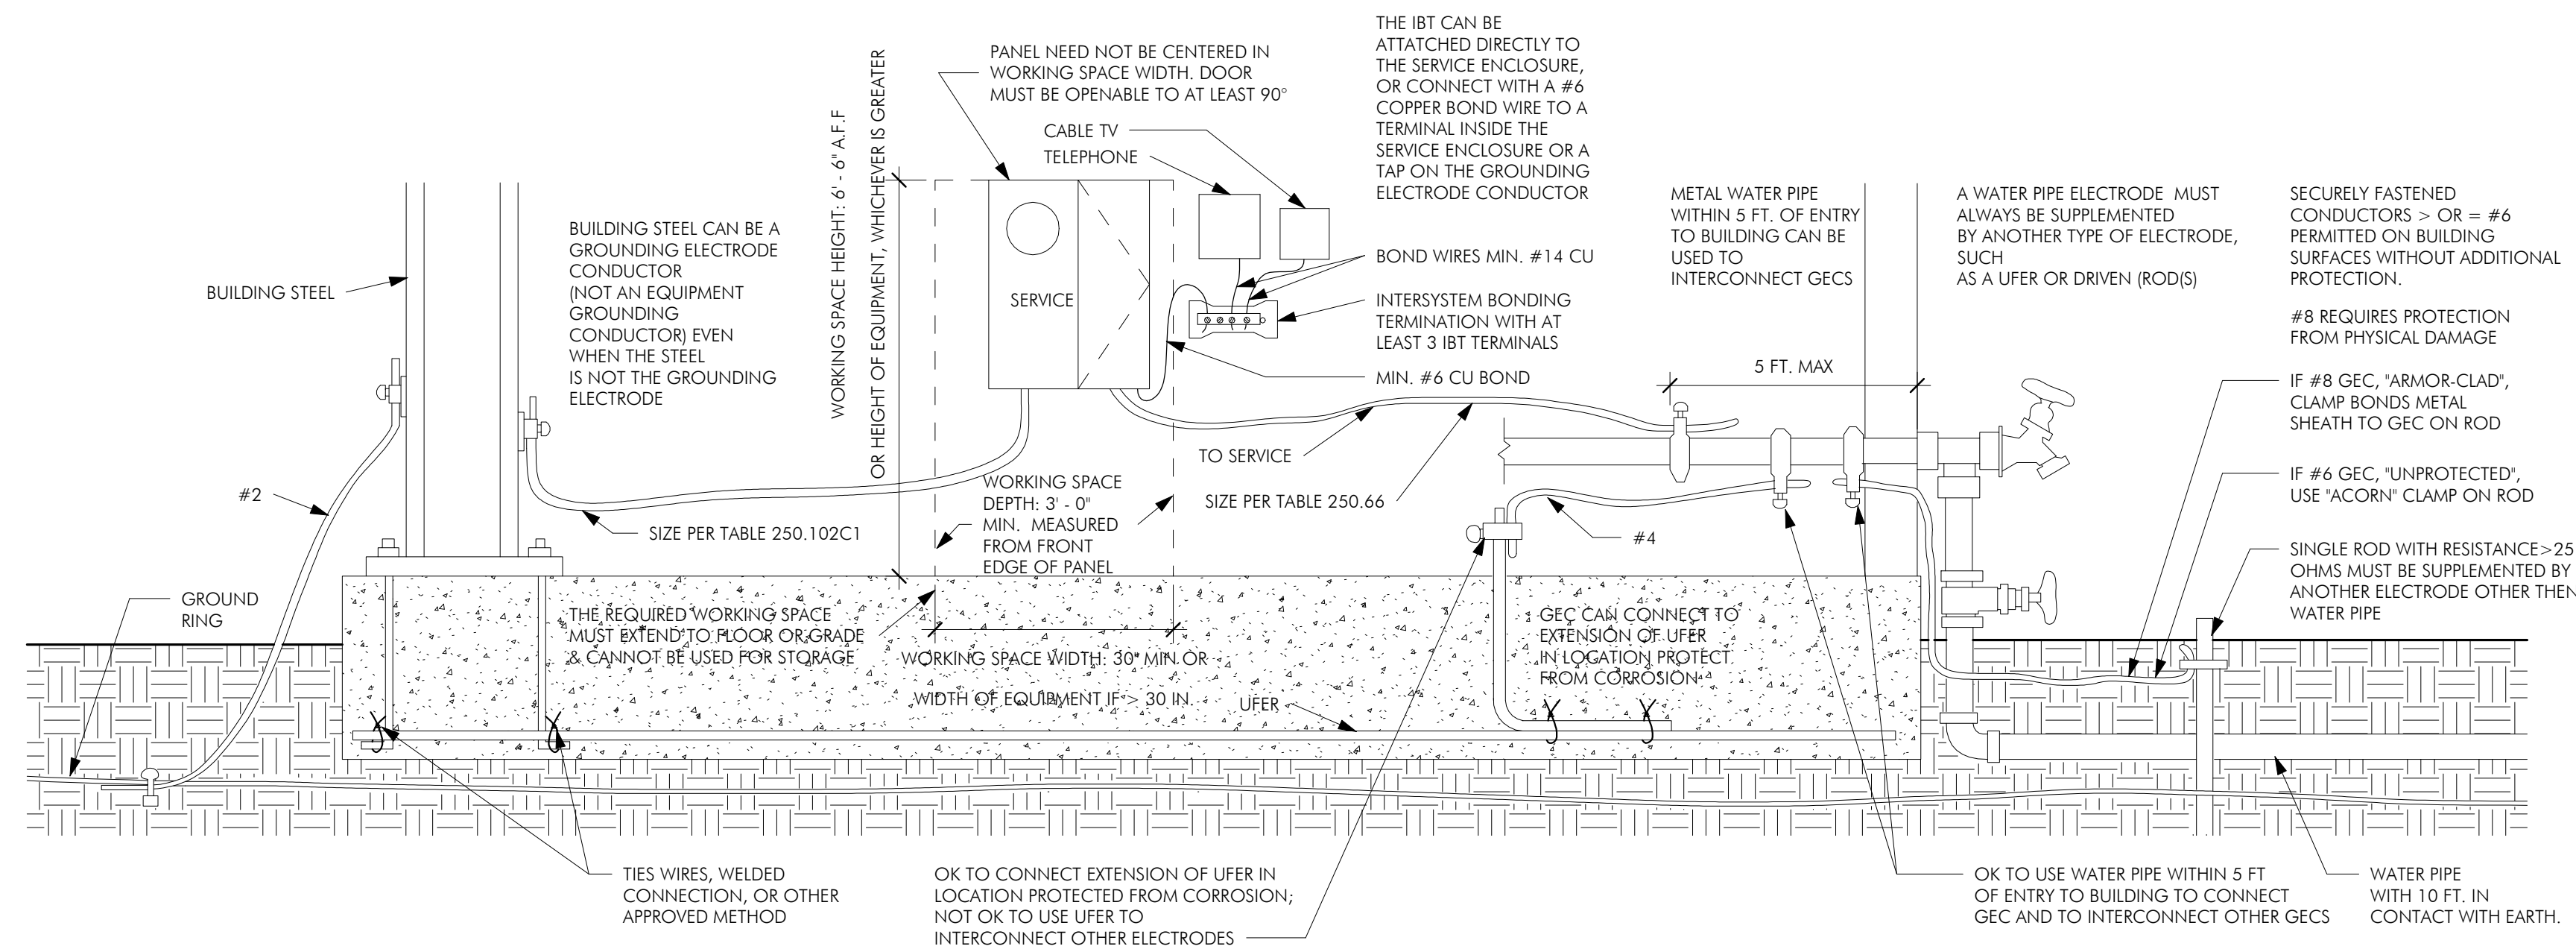 THE IBT CAN BE
ATTATCHED DIRECTLY TO
THE SERVICE ENCLOSURE,
OR CONNECT WITH A #6
COPPER BOND WIRE TO A
TERMINAL INSIDE THE
SERVICE ENCLOSURE OR A
TAP ON THE GROUNDING
ELECTRODE CONDUCTOR
PANEL NEED NOT BE CENTERED IN
WORKING SPACE WIDTH. DOOR
MUST BE OPENABLE TO AT LEAST 90°
CABLE TV
TELEPHONE
WORKING SPACE HEIGHT: 6' - 6" A.F.F
OR HEIGHT OF EQUIPMENT, WHICHEVER IS GREATER
BUILDING STEEL
BUILDING STEEL CAN BE A
GROUNDING ELECTRODE
CONDUCTOR
(NOT AN EQUIPMENT
GROUNDING
CONDUCTOR) EVEN
WHEN THE STEEL
IS NOT THE GROUNDING
ELECTRODE
SERVICE
BOND WIRES MIN. #14 CU
INTERSYSTEM BONDING
TERMINATION WITH AT
LEAST 3 IBT TERMINALS
MIN. #6 CU BOND
METAL WATER PIPE
WITHIN 5 FT. OF ENTRY
TO BUILDING CAN BE
USED TO
INTERCONNECT GECS
A WATER PIPE ELECTRODE MUST
ALWAYS BE SUPPLEMENTED
BY ANOTHER TYPE OF ELECTRODE,
SUCH
AS A UFER OR DRIVEN (ROD(S)
SECURELY FASTENED
CONDUCTORS > OR = #6
PERMITTED ON BUILDING
SURFACES WITHOUT ADDITIONAL
PROTECTION.
#8 REQUIRES PROTECTION
FROM PHYSICAL DAMAGE
5 FT. MAX
IF #8 GEC, "ARMOR-CLAD",
CLAMP BONDS METAL
SHEATH TO GEC ON ROD
IF #6 GEC, "UNPROTECTED",
USE "ACORN" CLAMP ON ROD
SINGLE ROD WITH RESISTANCE>25
OHMS MUST BE SUPPLEMENTED BY
ANOTHER ELECTRODE OTHER THEN
WATER PIPE
#2
SIZE PER TABLE 250.102C1
WORKING SPACE
DEPTH: 3' - 0"
MIN. MEASURED
FROM FRONT
EDGE OF PANEL
TO SERVICE
SIZE PER TABLE 250.66
#4
GROUND
RING
THE REQUIRED WORKING SPACE
MUST EXTEND TO FLOOR OR GRADE
& CANNOT BE USED FOR STORAGE
WORKING SPACE WIDTH: 30" MIN OR
WIDTH OF EQUIPMENT IF > 30 IN.
UFER
GEC CAN CONNECT TO
EXTENSION OF UFER
IN LOCATION PROTECT
FROM CORROSION
TIES WIRES, WELDED
CONNECTION, OR OTHER
APPROVED METHOD
OK TO CONNECT EXTENSION OF UFER IN
LOCATION PROTECTED FROM CORROSION;
NOT OK TO USE UFER TO
INTERCONNECT OTHER ELECTRODES
OK TO USE WATER PIPE WITHIN 5 FT
OF ENTRY TO BUILDING TO CONNECT
GEC AND TO INTERCONNECT OTHER GECS
WATER PIPE
WITH 10 FT. IN
CONTACT WITH EARTH.